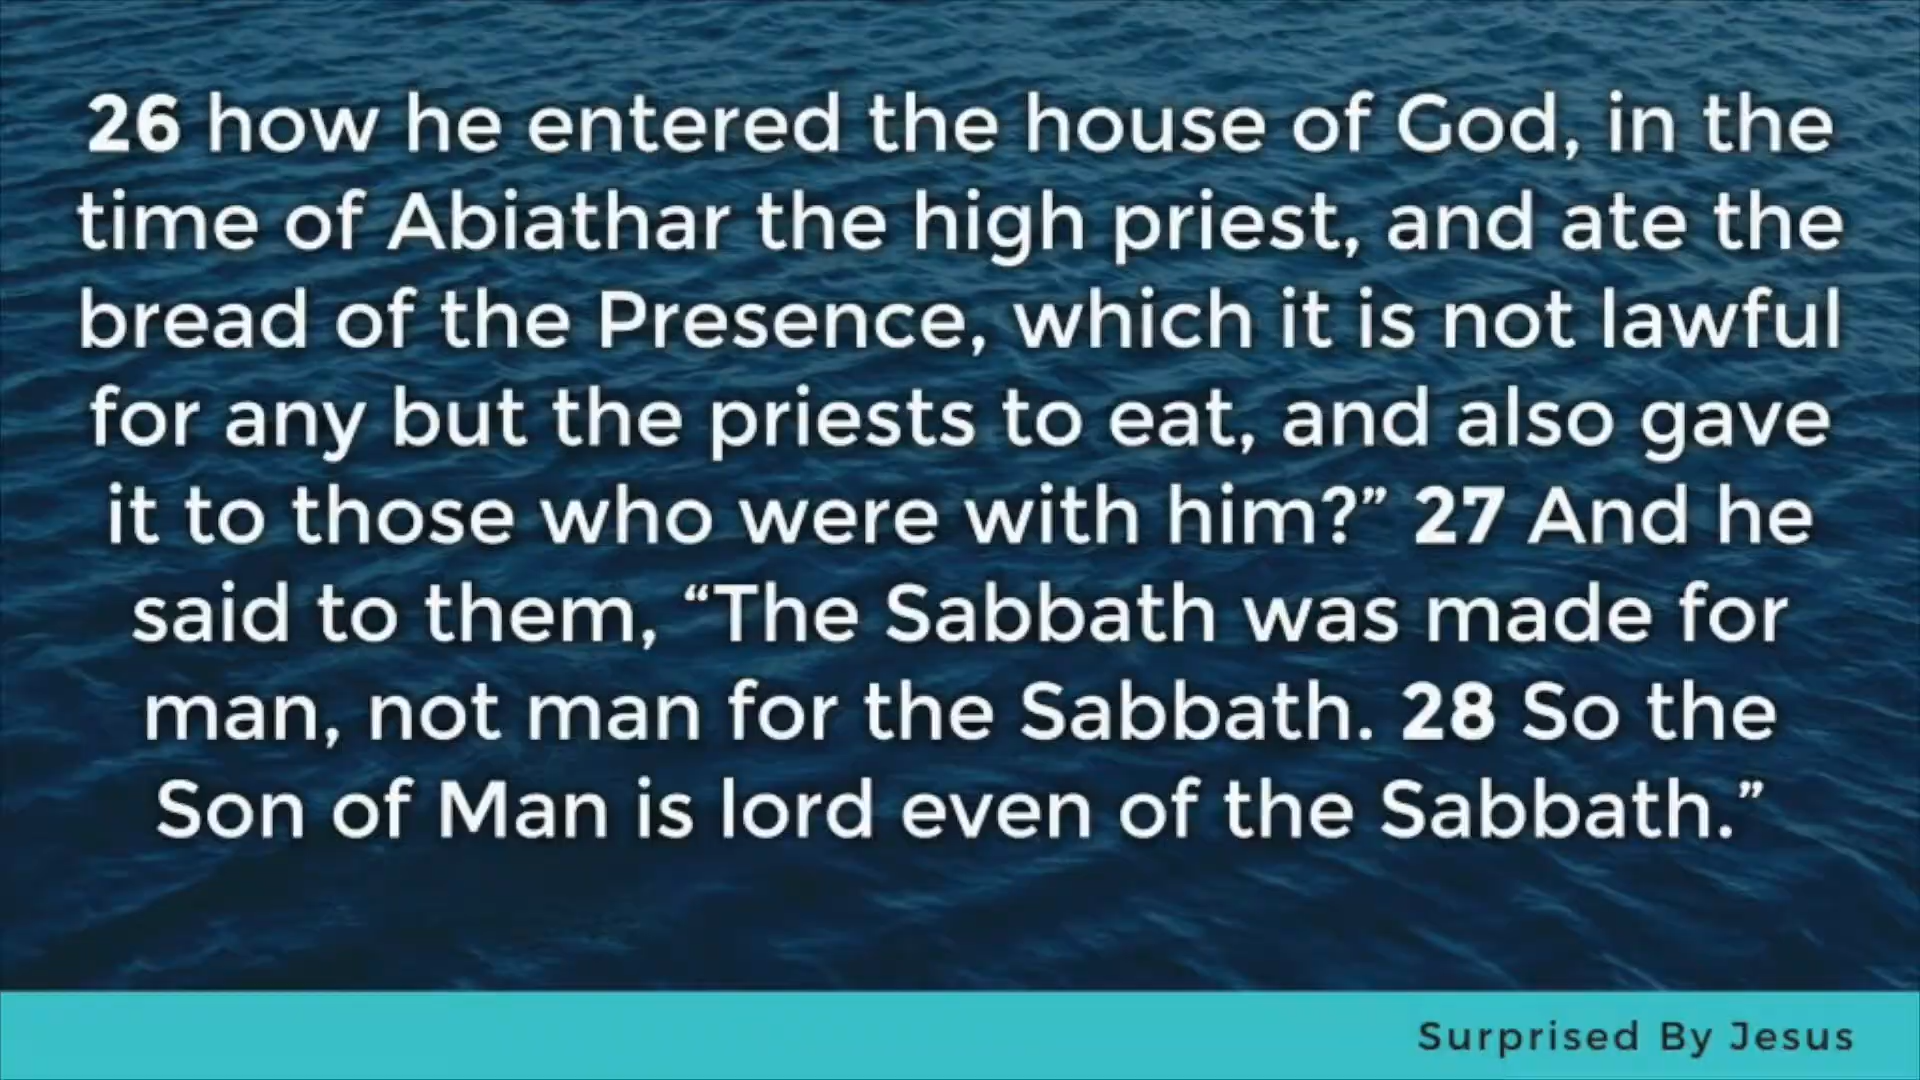 26 how he entered the house of God, in the
time of Abiathar the high priest, and ate the
bread of the Presence, which it is not lawful
for any but the priests to eat, and also gave
it to those who were with him?” 27 And he
said to them, “The Sabbath was made for
man, not man for the Sabbath. 28 So the
Son of Man is lord even of the Sabbath.”
Surprised By Jesus